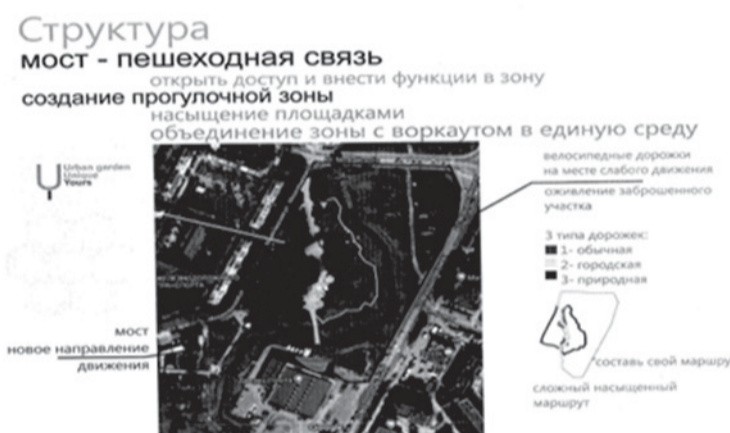 Структура
мост - пешеходная связь
открыть доступ и внести функции в зону
создание прогулочной зоны
насыщение площадками
объединение зоны с воркаутом в единую среду
Urban garden
Unique
Yours
велосипедные дорожки
на месте слабого движения
оживление заброшенного
участка
3 типа дорожек:
1- обычная
2- городская
3- природная
мост
новое направление
движения
составь свой маршру
сложный насыщенный
маршрут